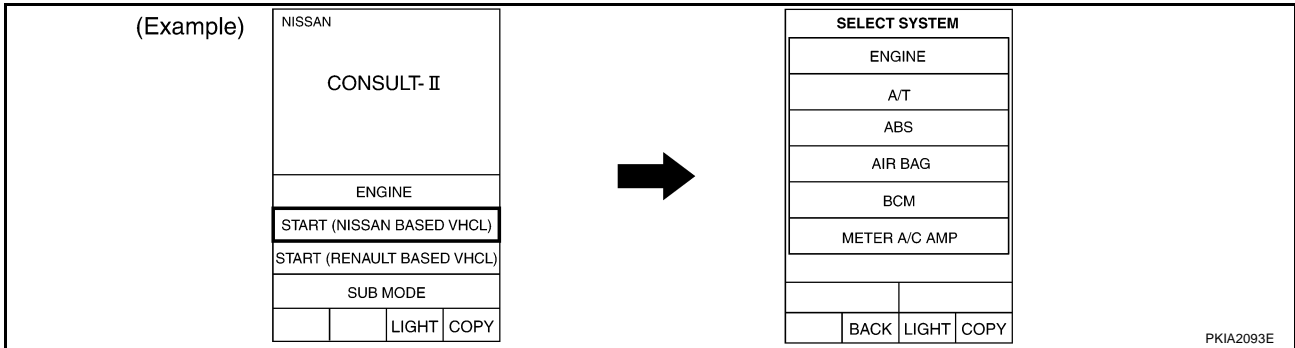 (Example)
NISSAN
CONSULT-II
ENGINE
START (NISSAN BASED VHCL)
START (RENAULT BASED VHCL)
SUB MODE
LIGHT COPY
SELECT SYSTEM
ENGINE
A/T
ABS
AIR BAG
BCM
METER A/C AMP
BACK LIGHT COPY
PKIA2093E